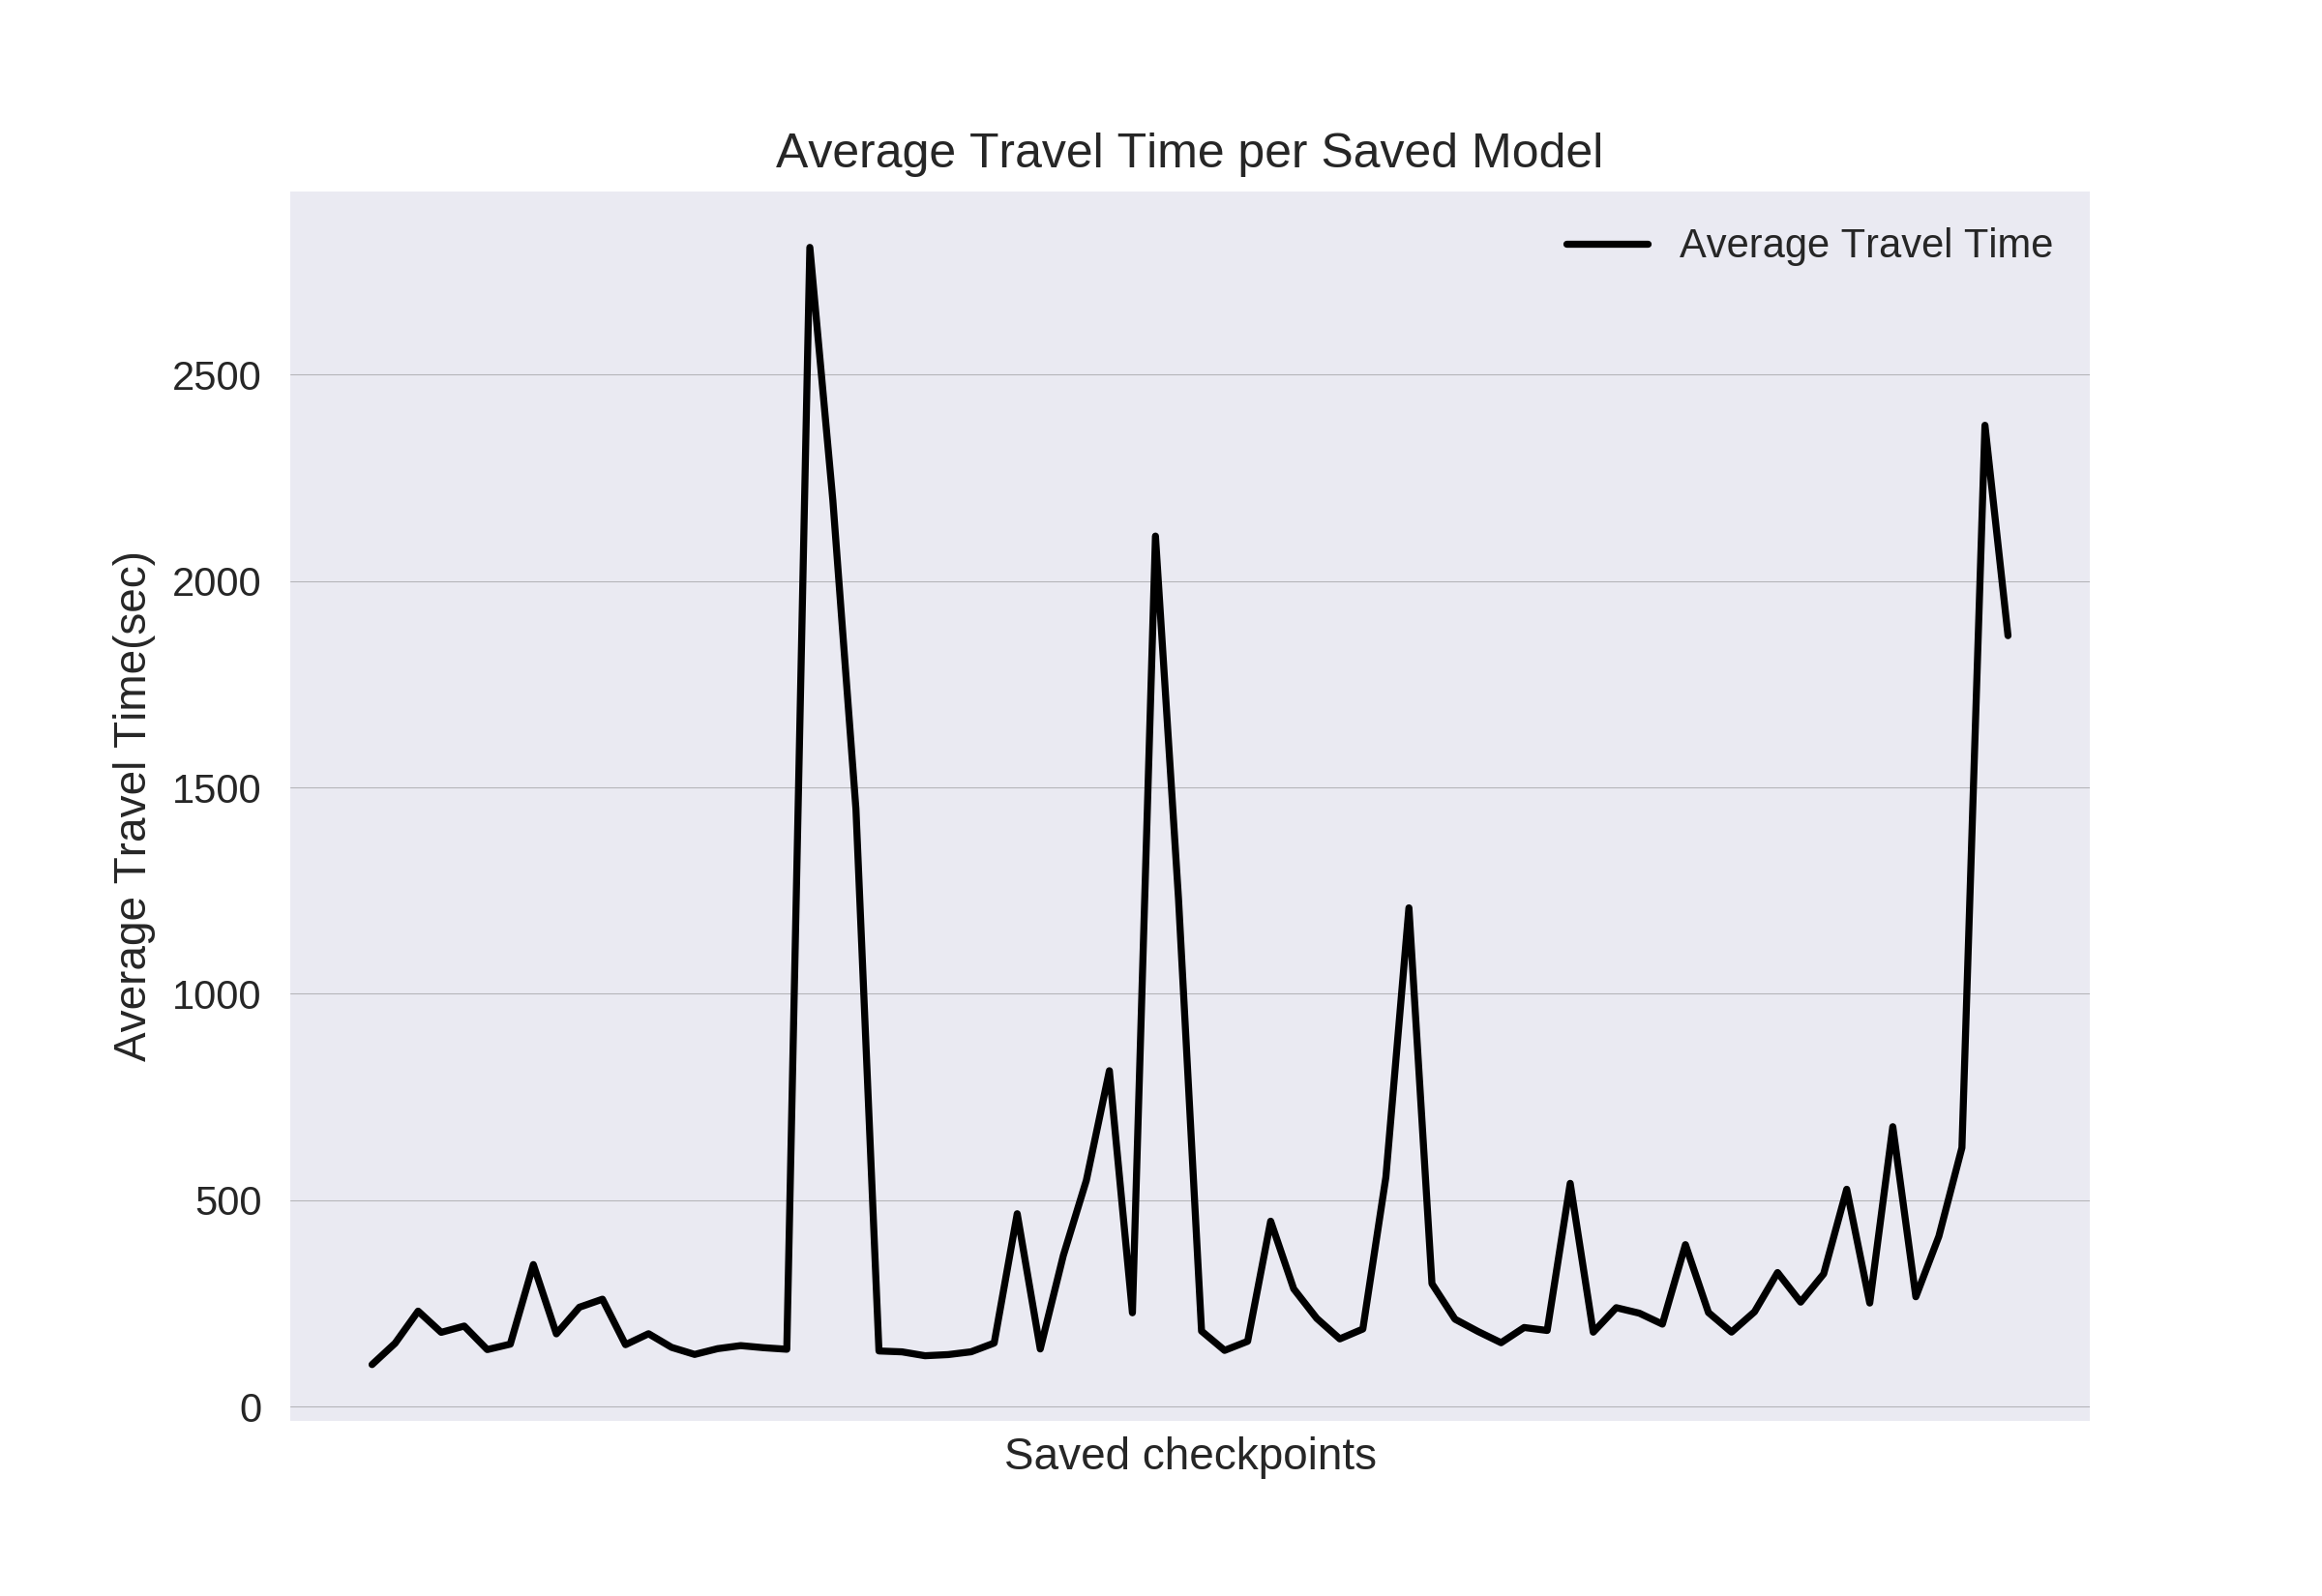 Average Travel Time per Saved Model
Average Travel Time
2500
2000
1500
1000
500
0
Average Travel Time(sec)
Saved checkpoints